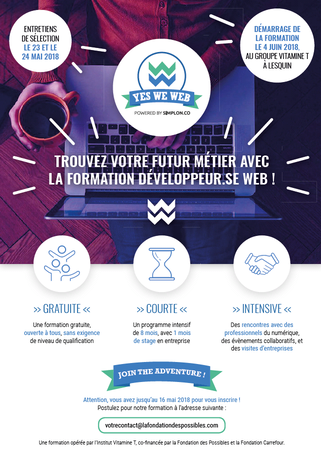 ENTRETIENS
DE SÉLECTION
LE 23 ET LE
24 MAI 2018
DÉMARRAGE DE
LA FORMATION
LE 4 JUIN 2018,
AU GROUPE VITAMINE T
À LESQUIN
YES WE WEB
POWERED BY SIMPLON.CO
TROUVEZ VOTRE FUTUR MÉTIER AVEC
LA FORMATION DÉVELOPPEUR.SE WEB !
>> GRATUITE <<
Une formation gratuite,
ouverte à tous, sans exigence
de niveau de qualification
>> COURTE <<
Un programme intensif
de 8 mois, avec 1 mois
de stage en entreprise
>> INTENSIVE <<
Des rencontres avec des
professionnels du numérique,
des évènements collaboratifs, et
des visites d'entreprises
JOIN THE ADVENTURE !
Attention, vous avez jusqu'au 16 mai 2018 pour vous inscrire !
Postulez pour notre formation à l'adresse suivante :
votrecontact@lafondationdespossibles.com
Une formation opérée par l'Institut Vitamine T, co-financée par la Fondation des Possibles et la Fondation Carrefour.